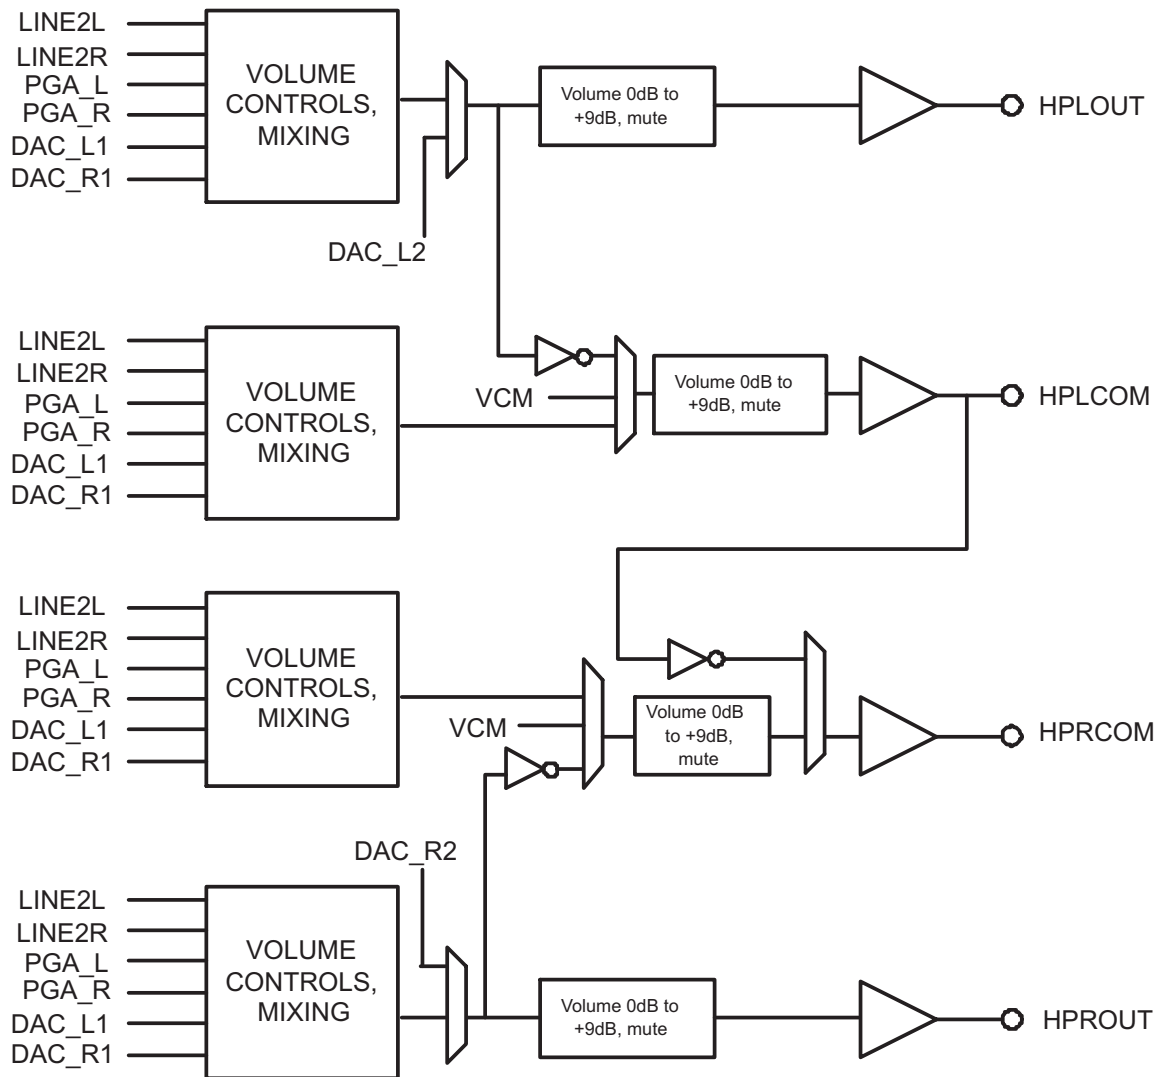 LINE2L
LINE2R
PGA_L
PGA_R
DAC_L1
DAC_R1
VOLUME
CONTROLS,
MIXING
DAC_L2
Volume 0dB to
+9dB, mute
HPLOUT
LINE2L
LINE2R
PGA_L
PGA_R
DAC_L1
DAC_R1
VOLUME
CONTROLS,
MIXING
VCM
Volume 0dB to
+9dB, mute
HPLCOM
LINE2L
LINE2R
PGA_L
PGA_R
DAC_L1
DAC_R1
VOLUME
CONTROLS,
MIXING
VCM
Volume 0dB
to +9dB,
mute
HPRCOM
DAC_R2
LINE2L
LINE2R
PGA_L
PGA_R
DAC_L1
DAC_R1
VOLUME
CONTROLS,
MIXING
Volume 0dB to
+9dB, mute
HPROUT